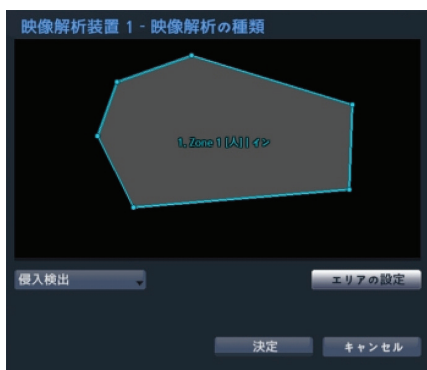 映像解析装置 1 - 映像解析の種類
1. Zone 1 [人] | イン
侵入検出
エリアの設定
決定
キャンセル